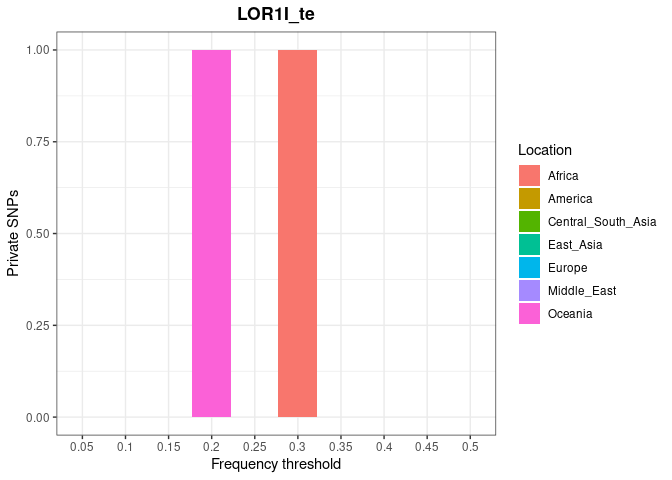 LOR1I_te
1.00
0.75
0.50
0.25
0.00
Private SNPs
0.05 0.1 0.15 0.2 0.25 0.3 0.35 0.4 0.45 0.5
Frequency threshold
Location
Africa
America
Central_South_Asia
East_Asia
Europe
Middle_East
Oceania